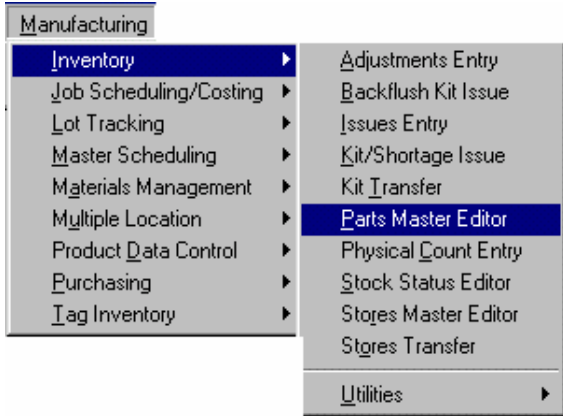 Manufacturing
Inventory
Job Scheduling/Costing
Lot Tracking
Master Scheduling
Materials Management
Multiple Location
Product Data Control
Purchasing
Tag Inventory
Adjustments Entry
Backflush Kit Issue
Issues Entry
Kit/Shortage Issue
Kit Transfer
Parts Master Editor
Physical Count Entry
Stock Status Editor
Stores Master Editor
Stores Transfer
Utilities